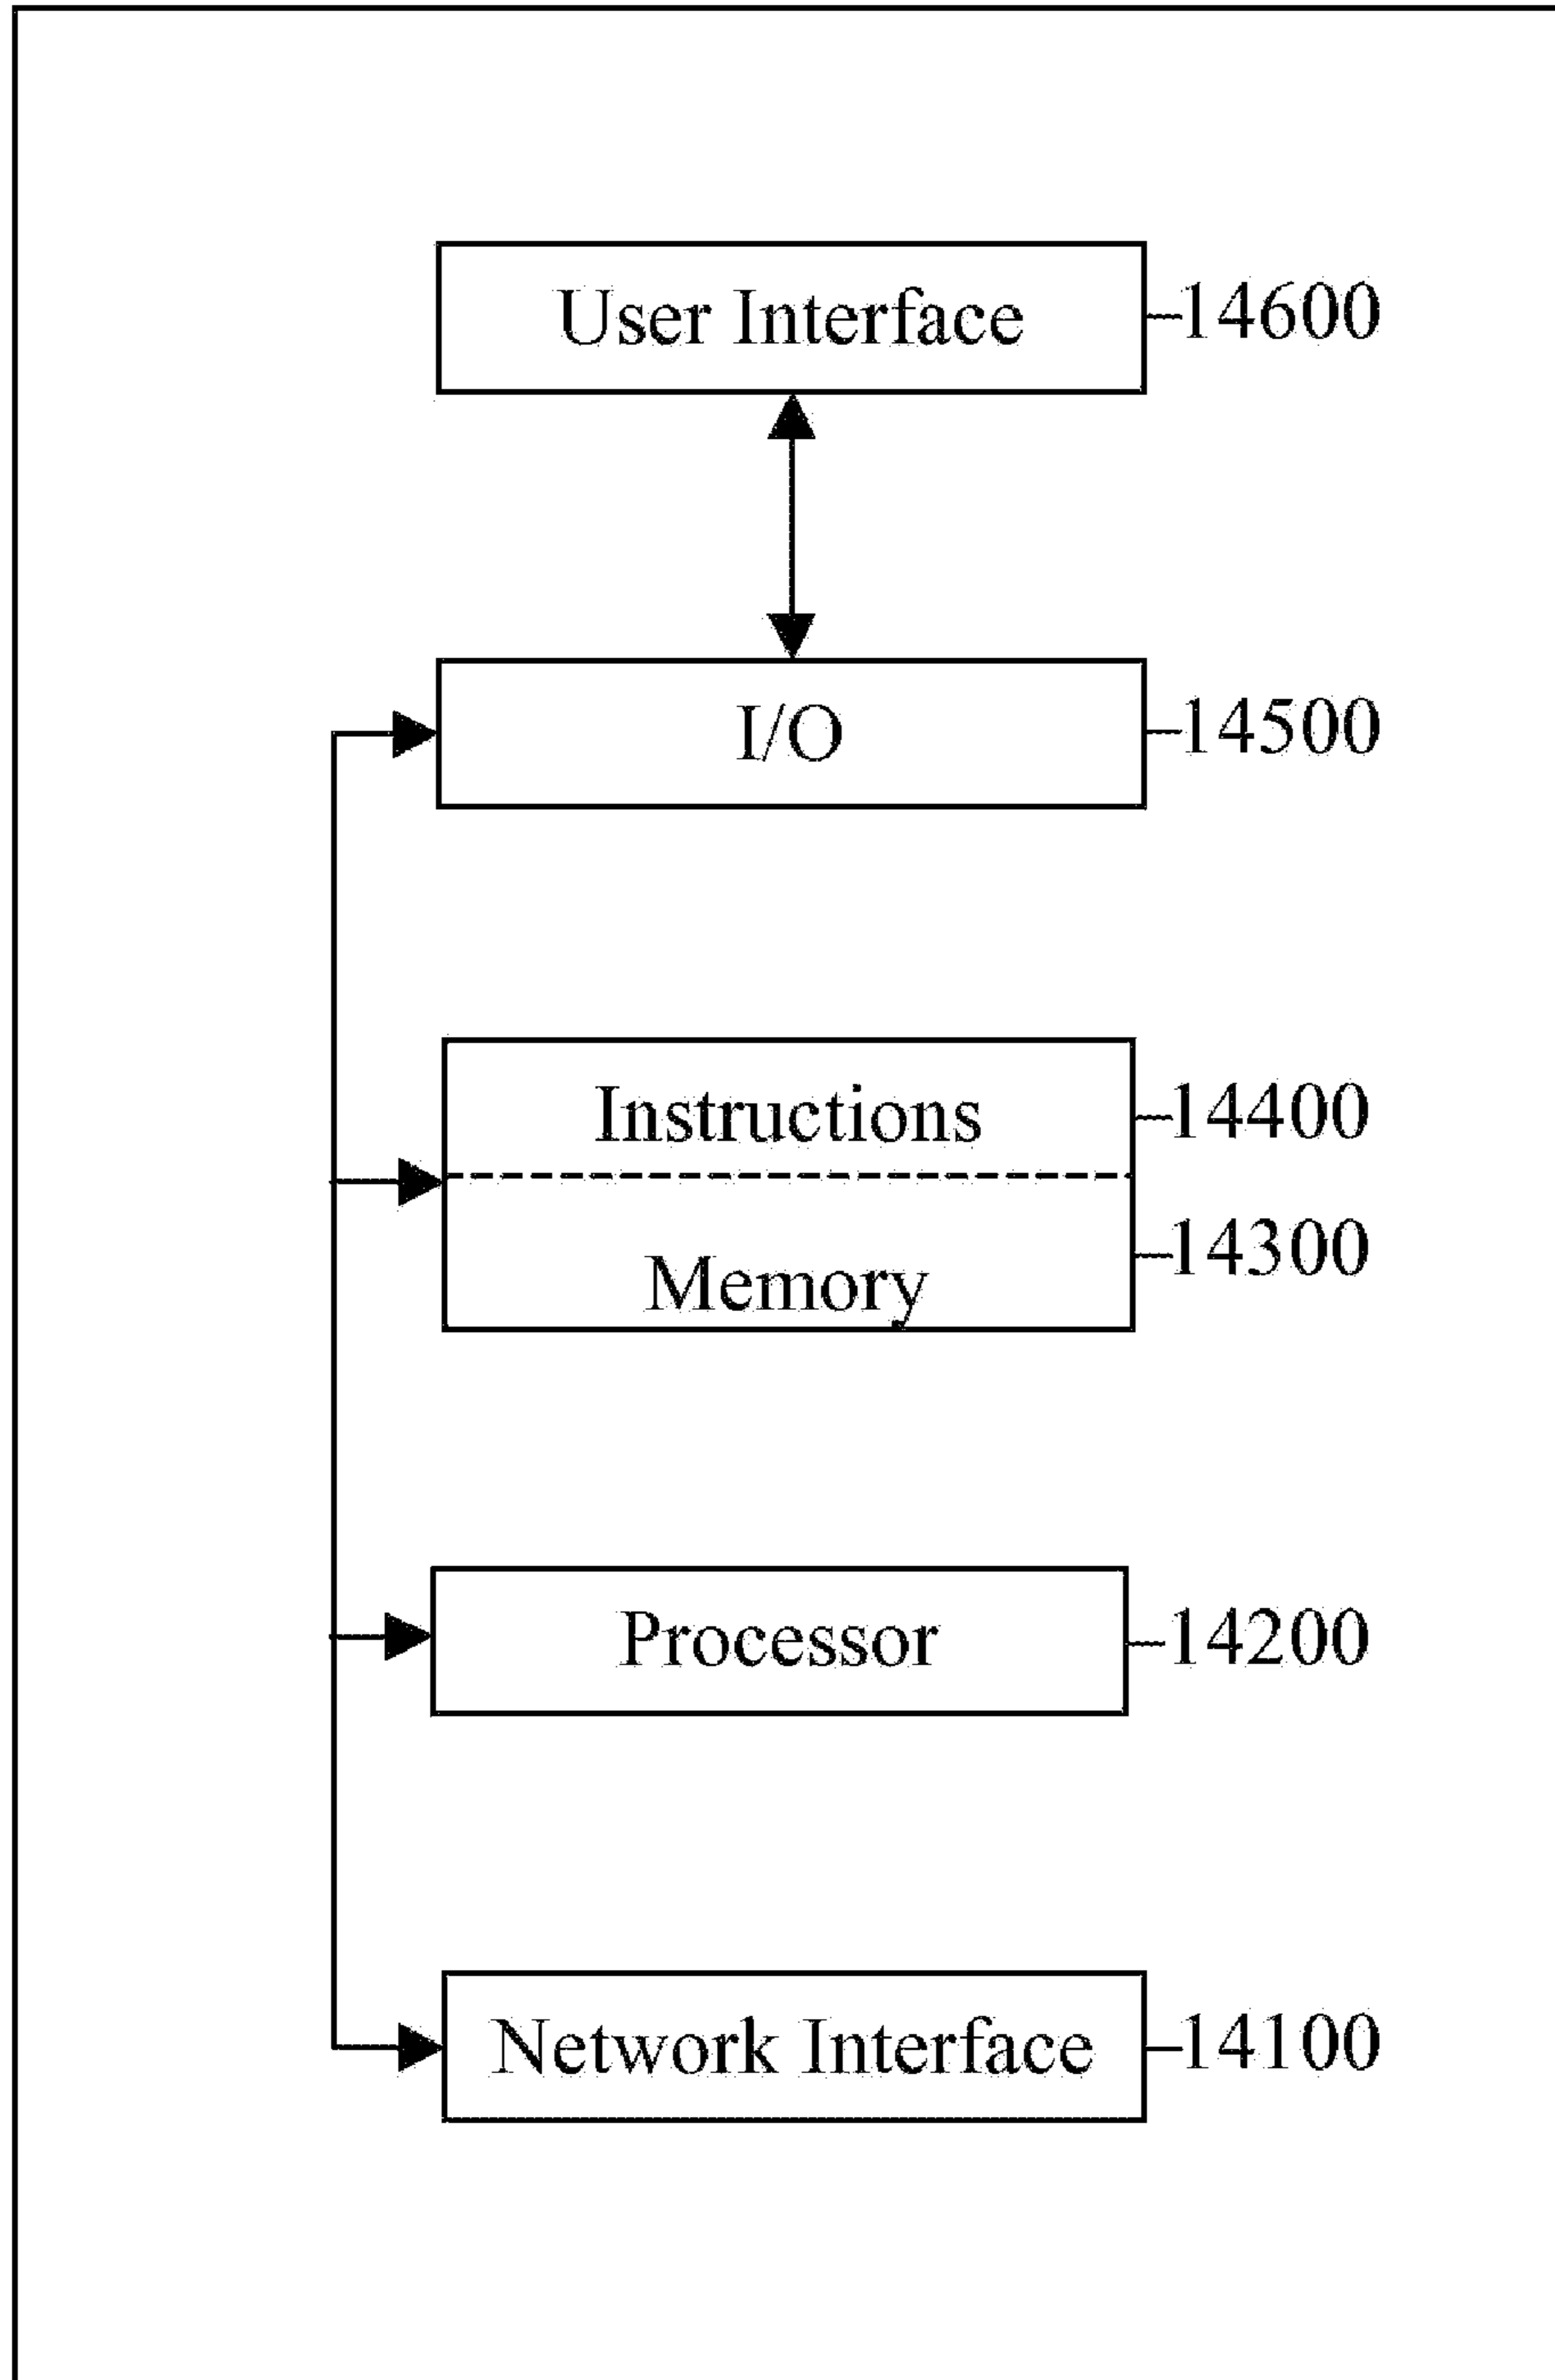 User Interface 14600
I/O 14500
Instructions 14400
Memory 14300
Processor 14200
Network Interface 14100